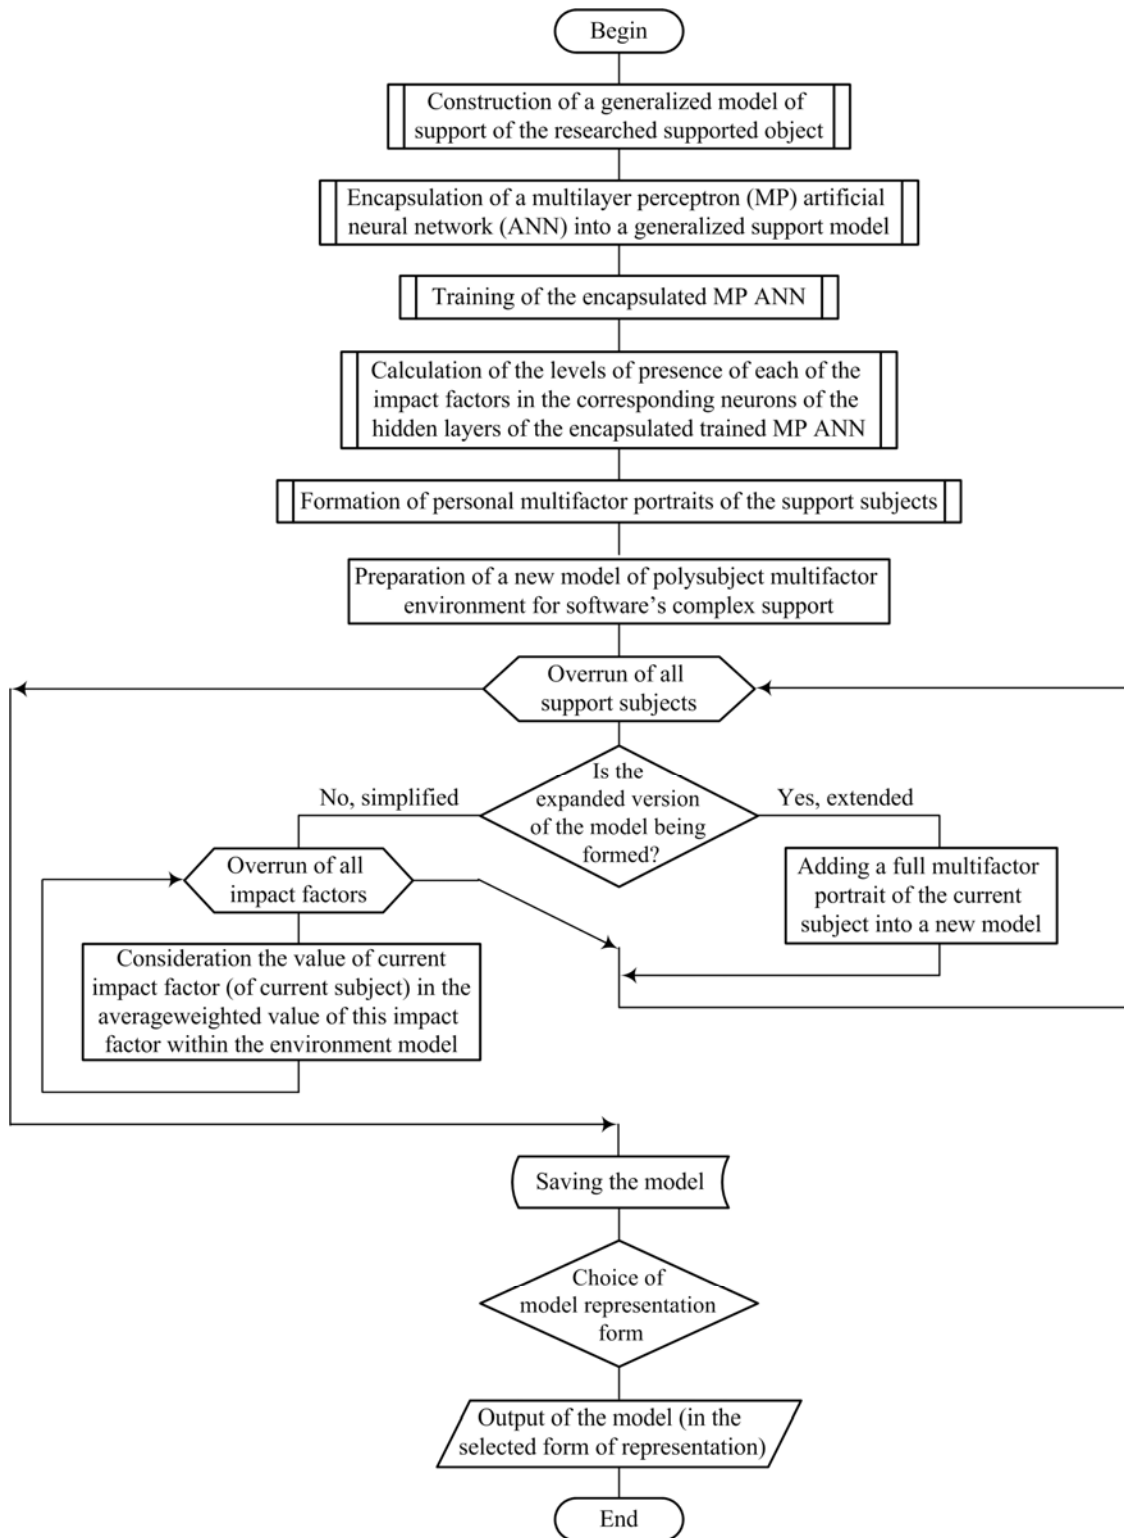 Begin
Construction of a generalized model of
support of the researched supported object
Encapsulation of a multilayer perceptron (MP) artificial
neural network (ANN) into a generalized support model
Training of the encapsulated MP ANN
Calculation of the levels of presence of each of the
impact factors in the corresponding neurons of the
hidden layers of the encapsulated trained MP ANN
Formation of personal multifactor portraits of the support subjects
Preparation of a new model of polysubject multifactor
environment for software’s complex support
Overrun of all
support subjects
Is the
expanded version
of the model being
formed?
No, simplified
Yes, extended
Overrun of all
impact factors
Adding a full multifactor
portrait of the current
subject into a new model
Consideration the value of current
impact factor (of current subject) in the
averageweighted value of this impact
factor within the environment model
Saving the model
Choice of
model representation
form
Output of the model (in the
selected form of representation)
End